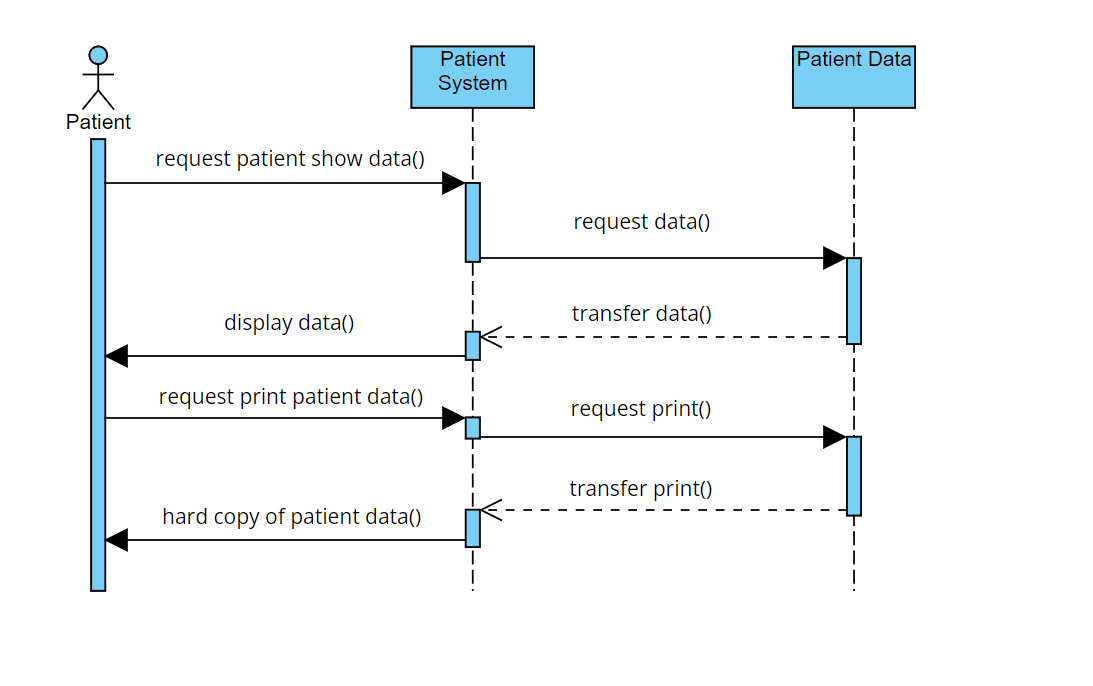 Patient
System
Patient Data
Patient
request patient show data()
request data()
transfer data()
display data()
request print patient data()
request print()
transfer print()
hard copy of patient data()